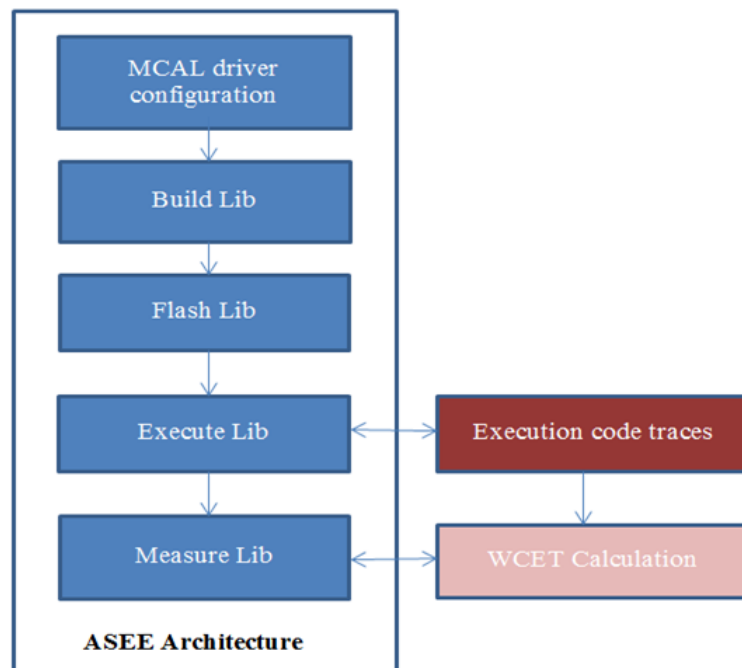 MCAL driver
configuration
Build Lib
Flash Lib
Execute Lib
Execution code traces
Measure Lib
WCET Calculation
ASEE Architecture